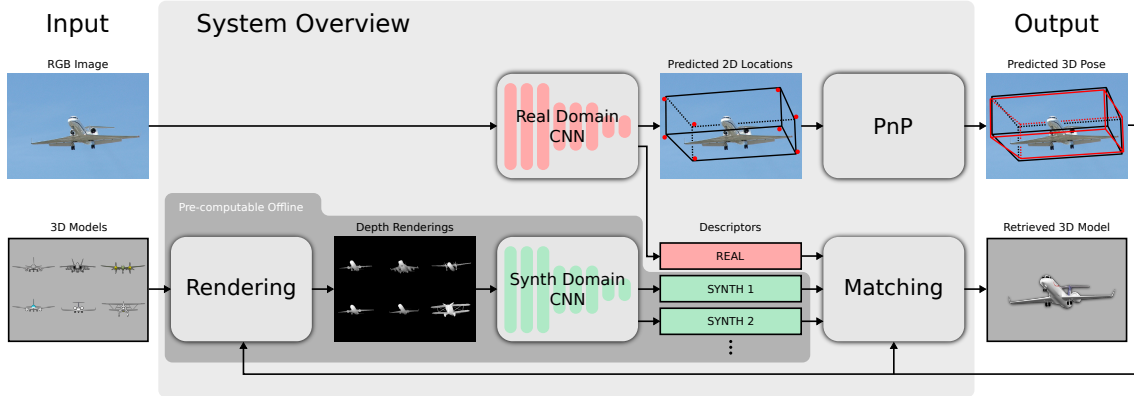 Input
System Overview
Output
RGB Image
Predicted 2D Locations
Predicted 3D Pose
Real Domain
CNN
PnP
Pre-computable Offline
3D Models
Depth Renderings
Descriptors
Retrieved 3D Model
Rendering
Synth Domain
CNN
REAL
SYNTH 1
SYNTH 2
Matching